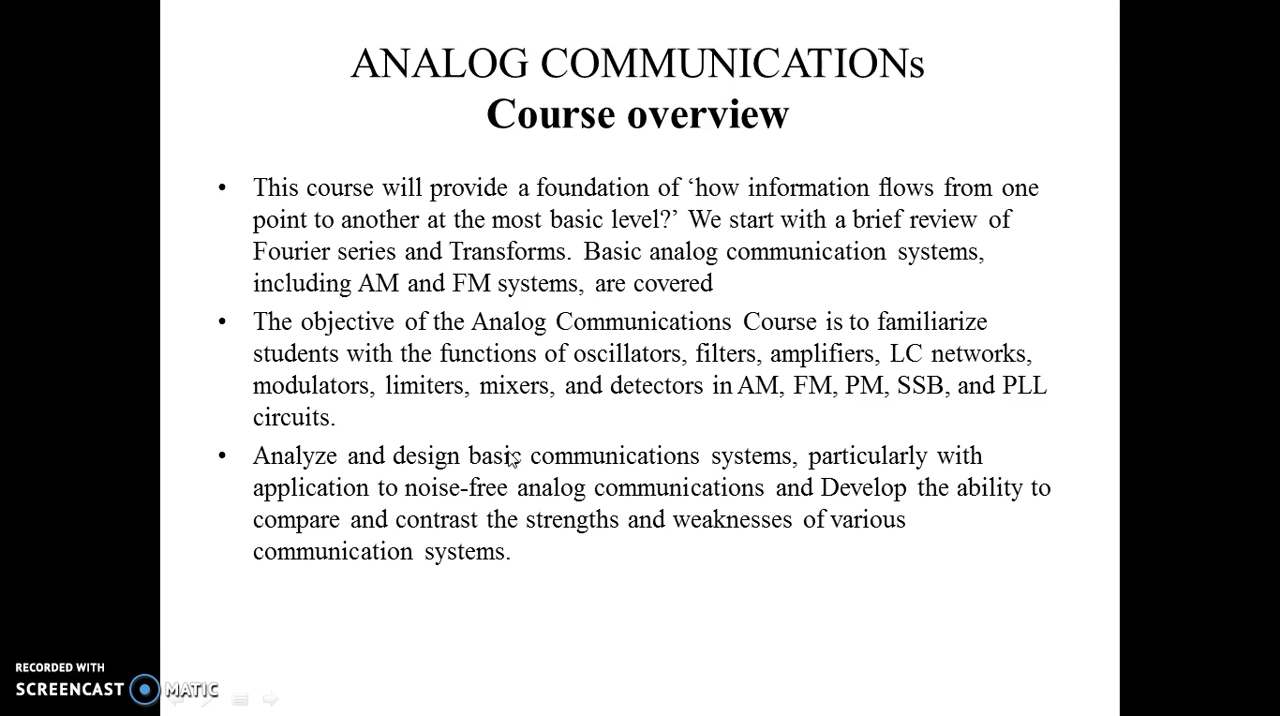 ANALOG COMMUNICATIONs
Course overview
• This course will provide a foundation of ‘how information flows from one
point to another at the most basic level?’ We start with a brief review of
Fourier series and Transforms. Basic analog communication systems,
including AM and FM systems, are covered
• The objective of the Analog Communications Course is to familiarize
students with the functions of oscillators, filters, amplifiers, LC networks,
modulators, limiters, mixers, and detectors in AM, FM, PM, SSB, and PLL
circuits.
• Analyze and design basic communications systems, particularly with
application to noise-free analog communications and Develop the ability to
compare and contrast the strengths and weaknesses of various
communication systems.
RECORDED WITH
SCREENCAST MATIC